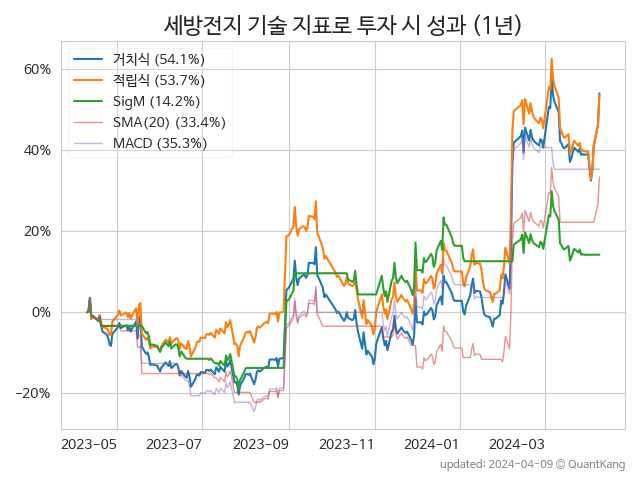 세방전지 기술 지표로 투자 시 성과 (1년)
거치식 (54.1%)
적립식 (53.7%)
SigM (14.2%)
SMA(20) (33.4%)
MACD (35.3%)
60%
40%
20%
0%
−20%
2023-05 2023-07 2023-09 2023-11 2024-01 2024-03
updated: 2024-04-09 © QuantKang